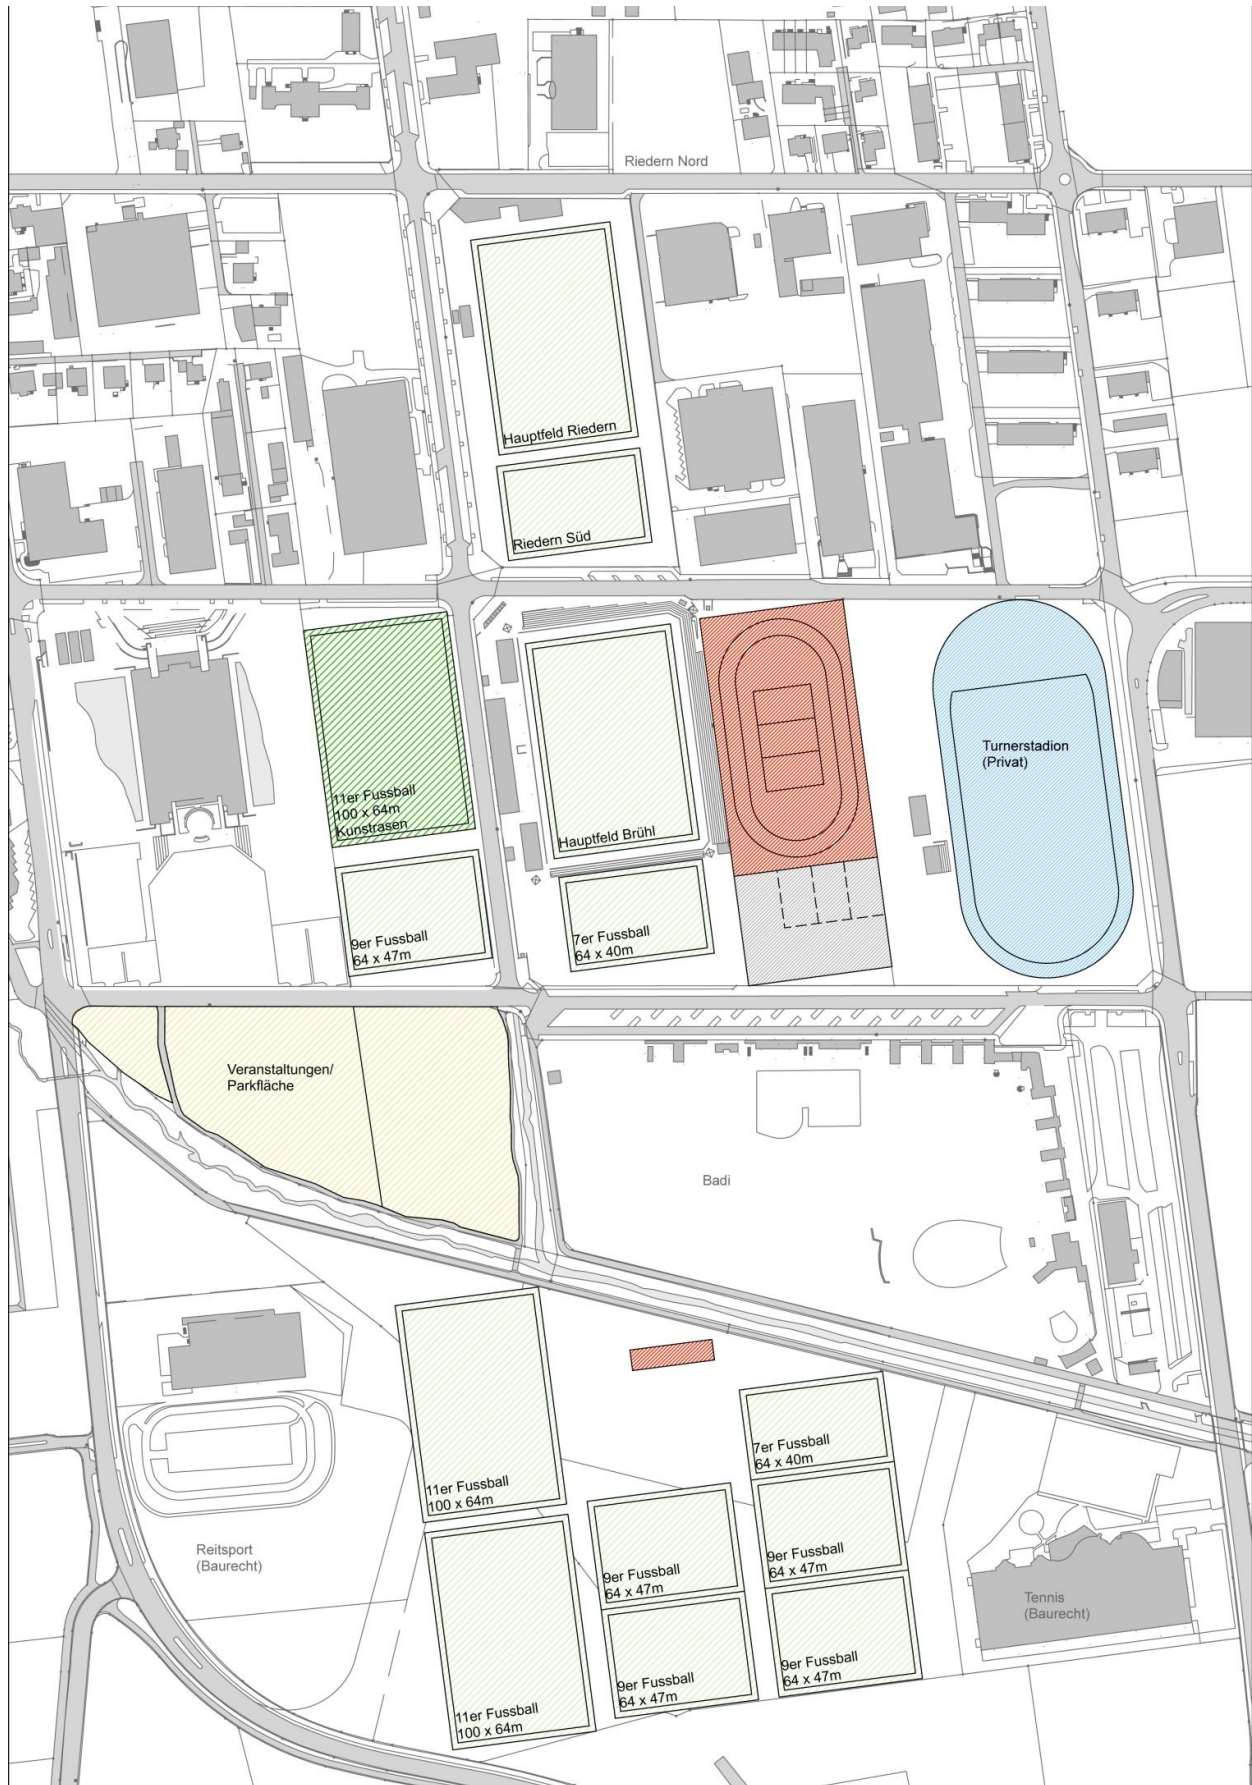 Riedern Nord
Hauptfeld Riedern
Riedern Süd
Turnerstadion
(Privat)
11er Fussball
100 x 64m
Kunstrasen
Hauptfeld Brühl
9er Fussball
64 x 47m
7er Fussball
64 x 40m
Veranstaltungen/
Parkfläche
Badi
11er Fussball
100 x 64m
7er Fussball
64 x 40m
Reitsport
(Baurecht)
9er Fussball
64 x 47m
9er Fussball
64 x 47m
Tennis
(Baurecht)
11er Fussball
100 x 64m
9er Fussball
64 x 47m
9er Fussball
64 x 47m